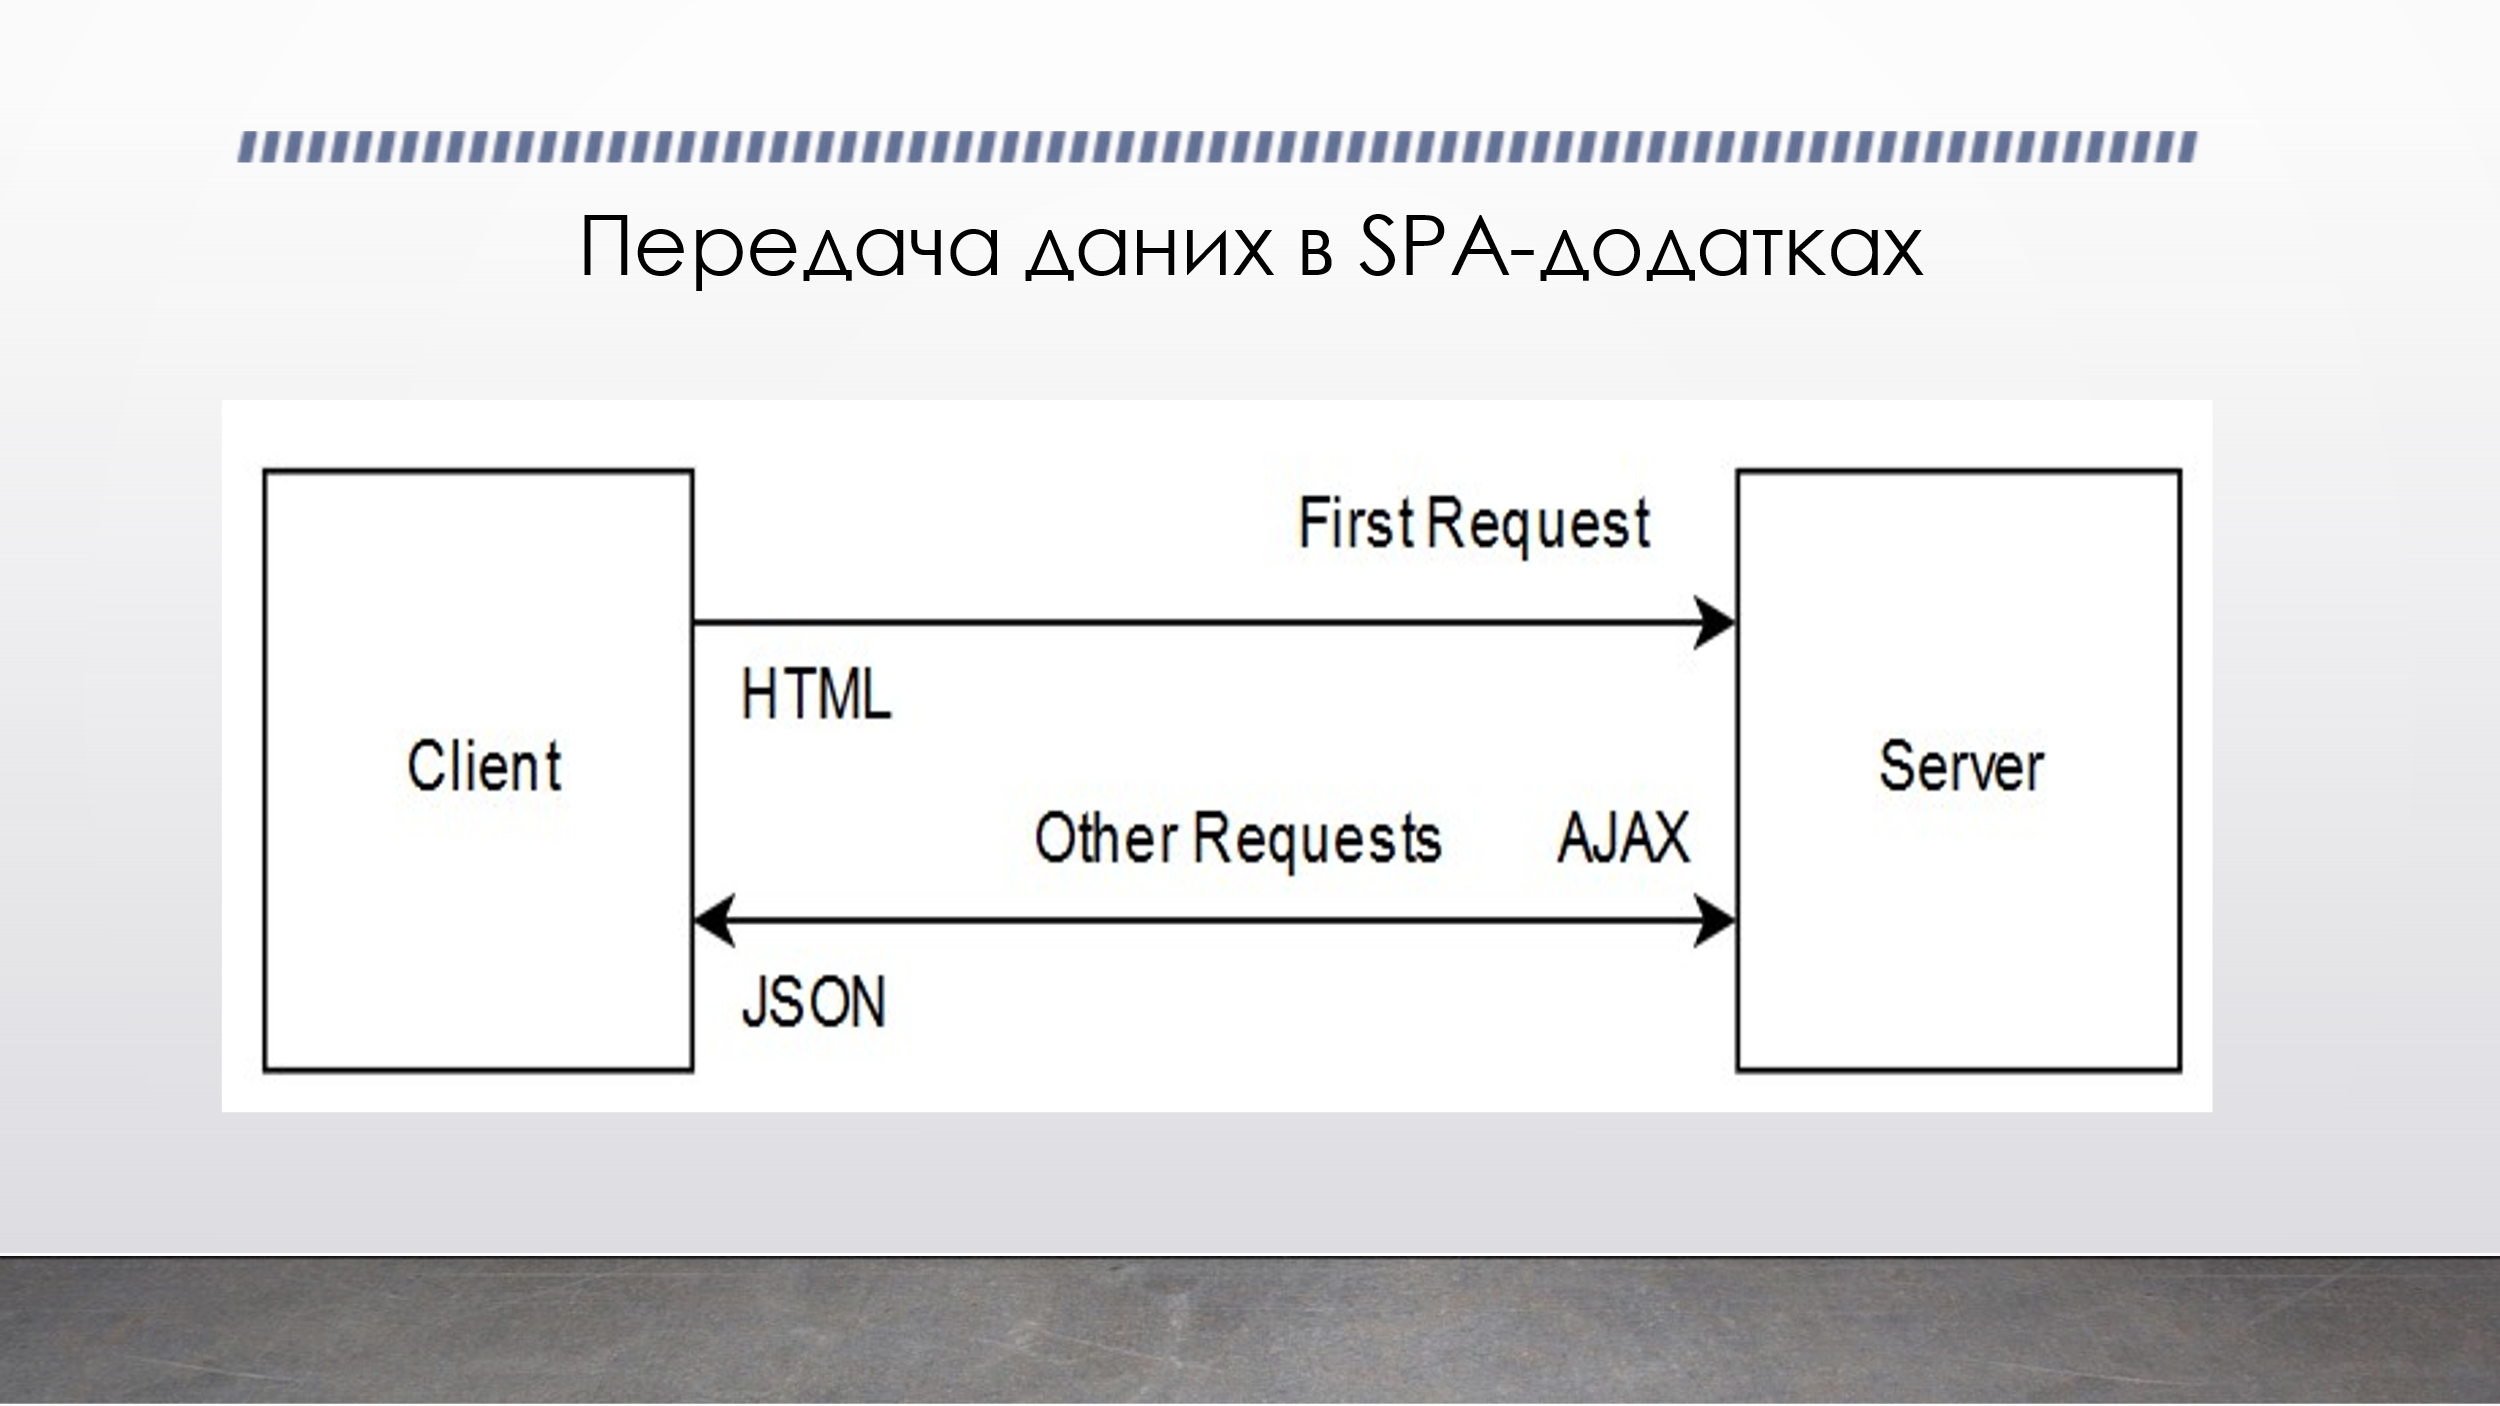 Передача даних в SPA-додатках
First Request
HTML
Client
Server
Other Requests AJAX
JSON